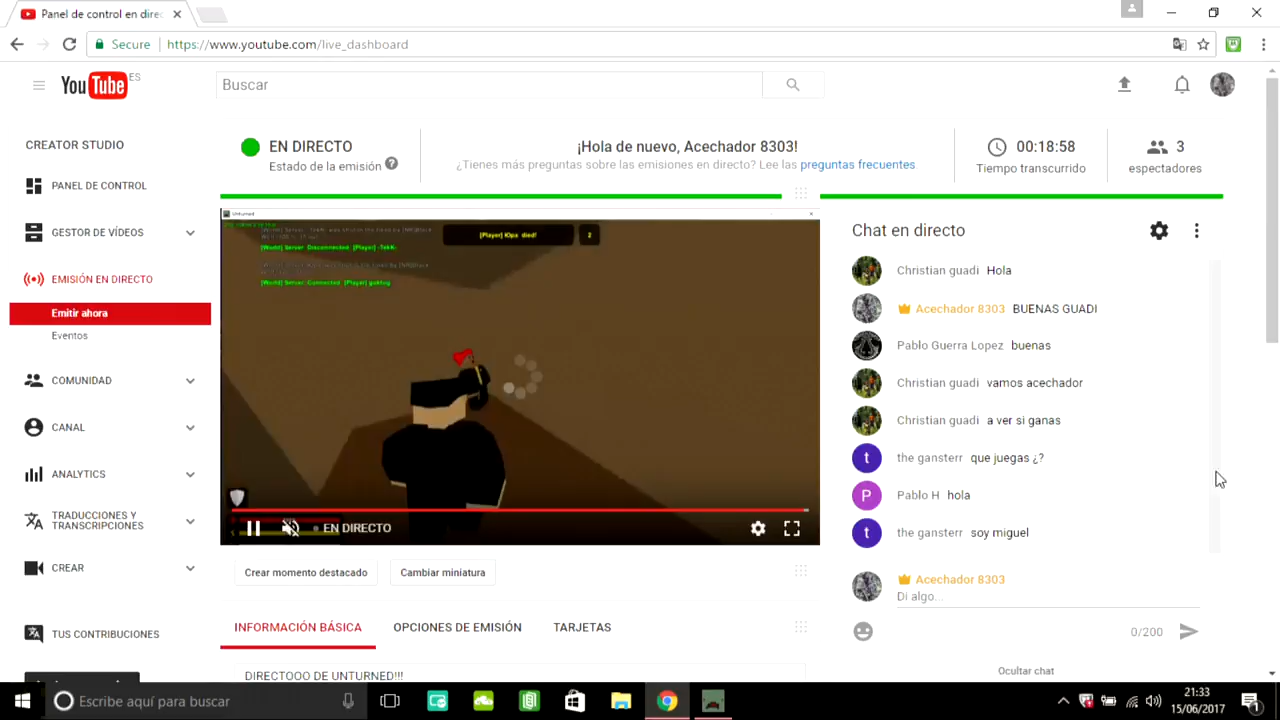 Panel de control en direc
Secure
https://www.youtube.com/live_dashboard
YouTube ES
Buscar
CREATOR STUDIO
PANEL DE CONTROL
GESTOR DE VÍDEOS
EMISIÓN EN DIRECTO
Emitir ahora
Eventos
COMUNIDAD
CANAL
ANALYTICS
TRADUCCIONES Y
TRANSCRIPCIONES
CREAR
TUS CONTRIBUCIONES
EN DIRECTO
Estado de la emisión ?
¡Hola de nuevo, Acechador 8303!
¿Tienes más preguntas sobre las emisiones en directo? Lee las preguntas frecuentes.
00:18:58
Tiempo transcurrido
3
espectadores
Unturned
[World] Server: Disconnected: [Player] -TekK-
[World] Server: Connected: [Player]
[Player] died!
2
EN DIRECTO
Crear momento destacado
Cambiar miniatura
INFORMACIÓN BÁSICA
OPCIONES DE EMISIÓN
TARJETAS
DIRECTOOO DE UNTURNED!!!
Chat en directo
Christian guadi Hola
Acechador 8303 BUENAS GUADI
Pablo Guerra Lopez buenas
Christian guadi vamos acechador
Christian guadi a ver si ganas
t the gansterr que juegas ¿?
P Pablo H hola
t the gansterr soy miguel
Acechador 8303
Di algo...
0/200
Ocultar chat
Escribe aquí para buscar
21:33
15/06/2017
1